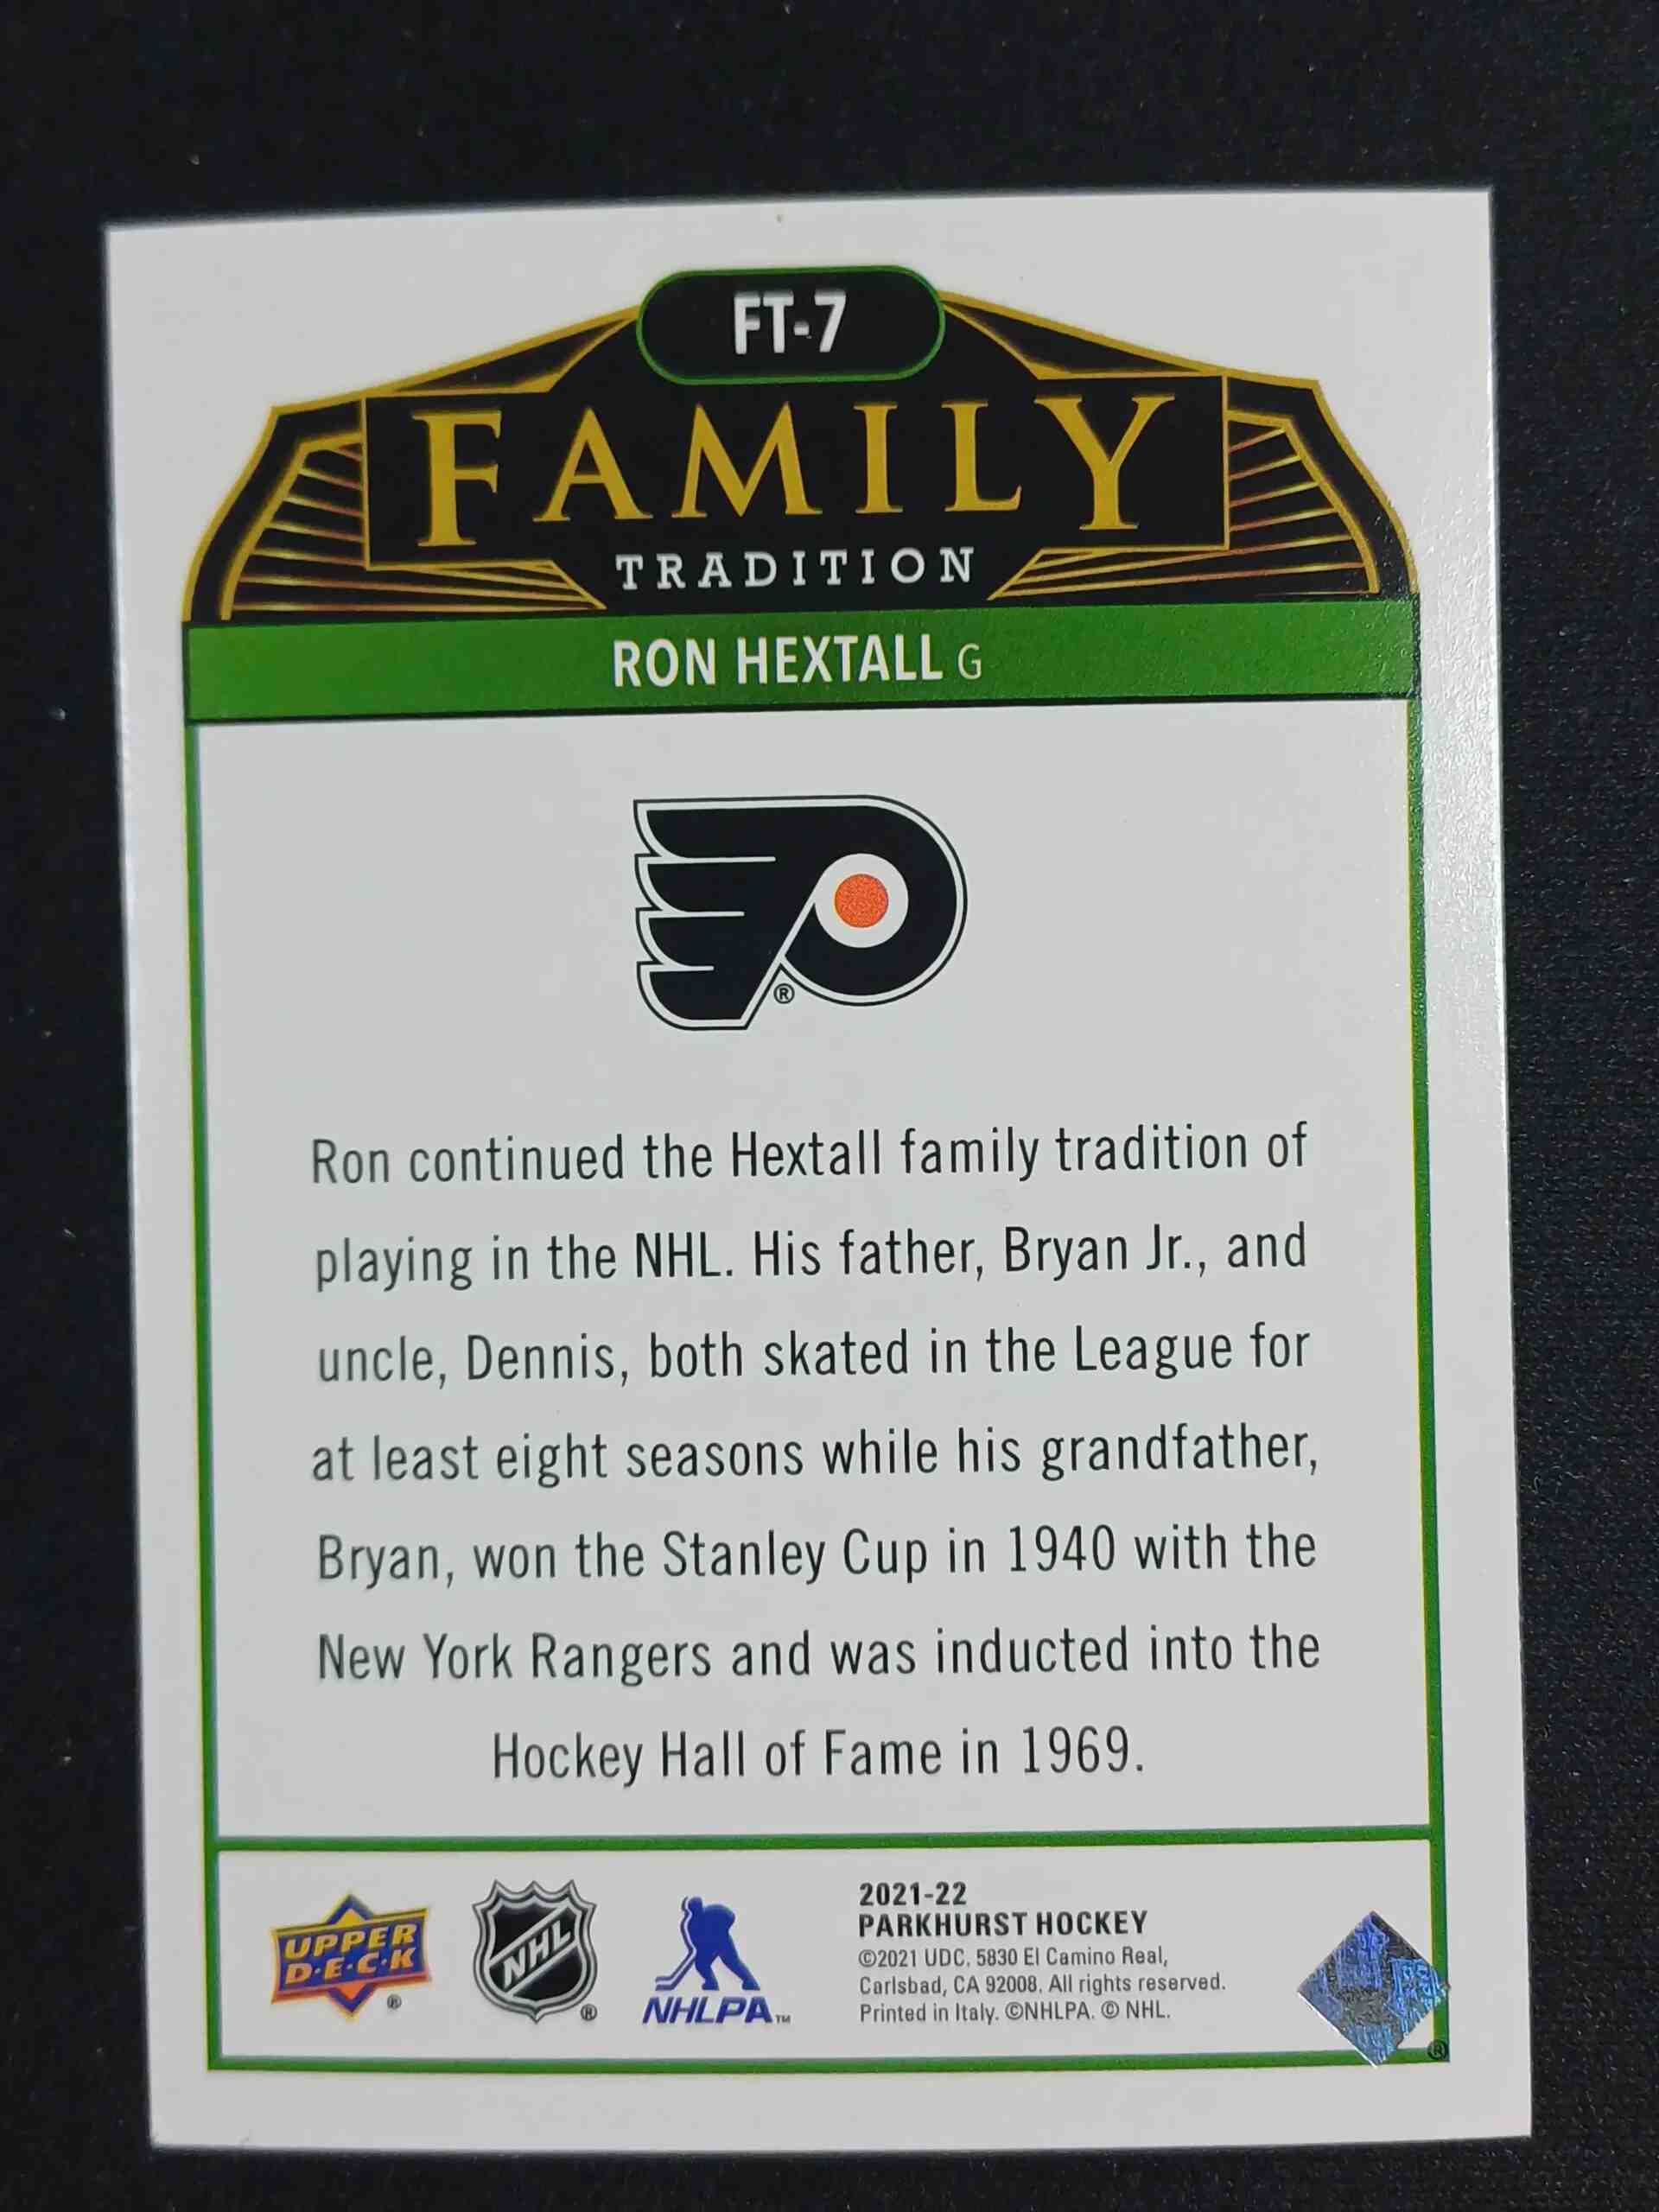 FT-7
FAMILY
TRADITION
RON HEXTALL G
®
Ron continued the Hextall family tradition of
playing in the NHL. His father, Bryan Jr., and
uncle, Dennis, both skated in the League for
at least eight seasons while his grandfather,
Bryan, won the Stanley Cup in 1940 with the
New York Rangers and was inducted into the
Hockey Hall of Fame in 1969.
UPPER
D·E·C·K
®
NHL
®
NHLPA™
2021-22
PARKHURST HOCKEY
©2021 UDC, 5830 El Camino Real,
Carlsbad, CA 92008. All rights reserved.
Printed in Italy. ©NHLPA. © NHL.
®